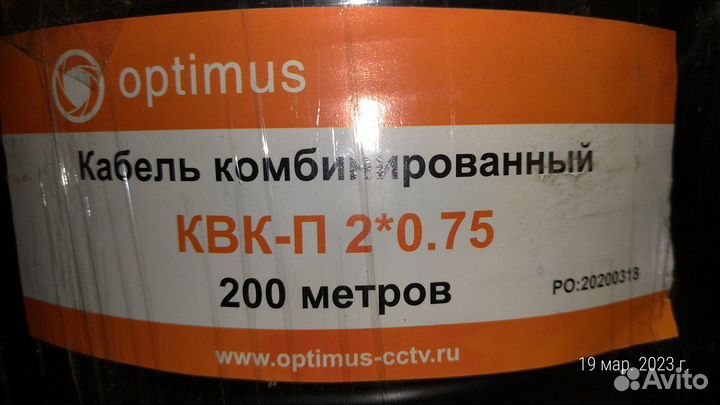 optimus
Кабель комбинированный
КВК-П 2*0.75
200 метров
PO:20200318
www.optimus-cctv.ru
19 мар. 2023 г.
Avito